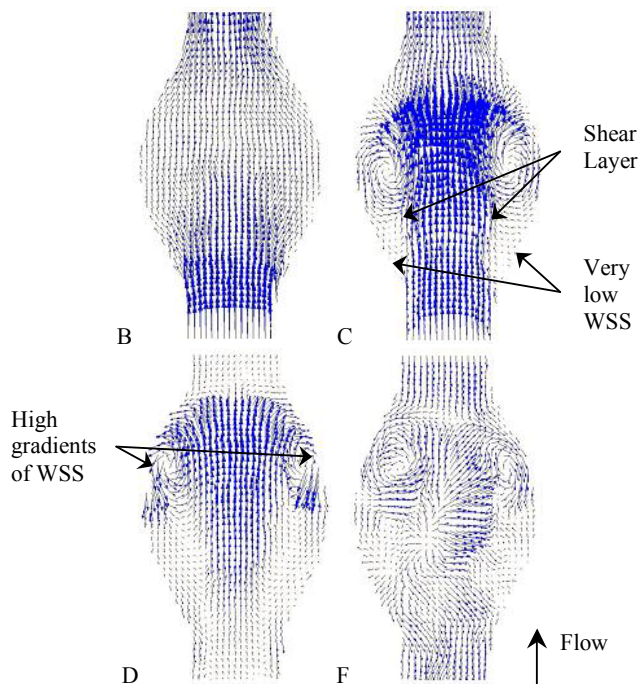 Shear
Layer
Very
low
WSS
B
C
High
gradients
of WSS
D
F
Flow